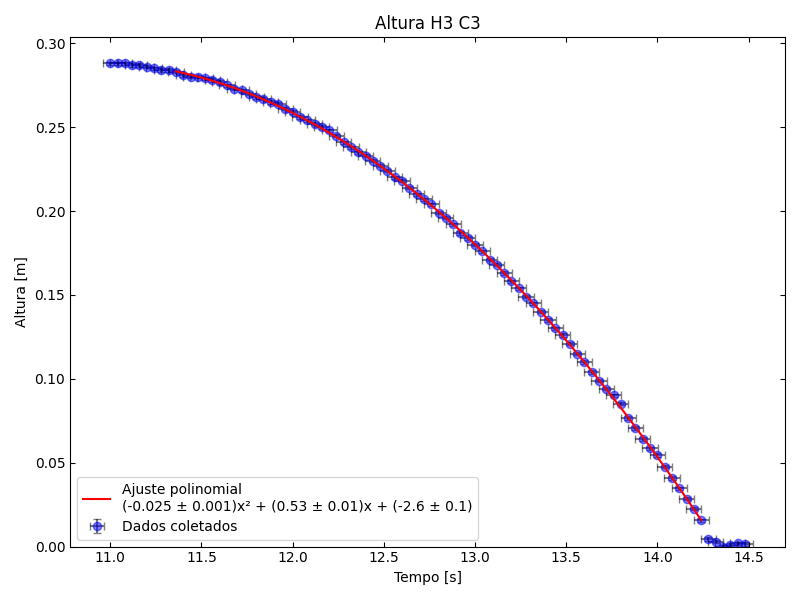 Altura H3 C3
0.30
0.25
0.20
0.15
0.10
0.05
0.00
Altura [m]
Ajuste polinomial
(-0.025 ± 0.001)x² + (0.53 ± 0.01)x + (-2.6 ± 0.1)
Dados coletados
11.0 11.5 12.0 12.5 13.0 13.5 14.0 14.5
Tempo [s]